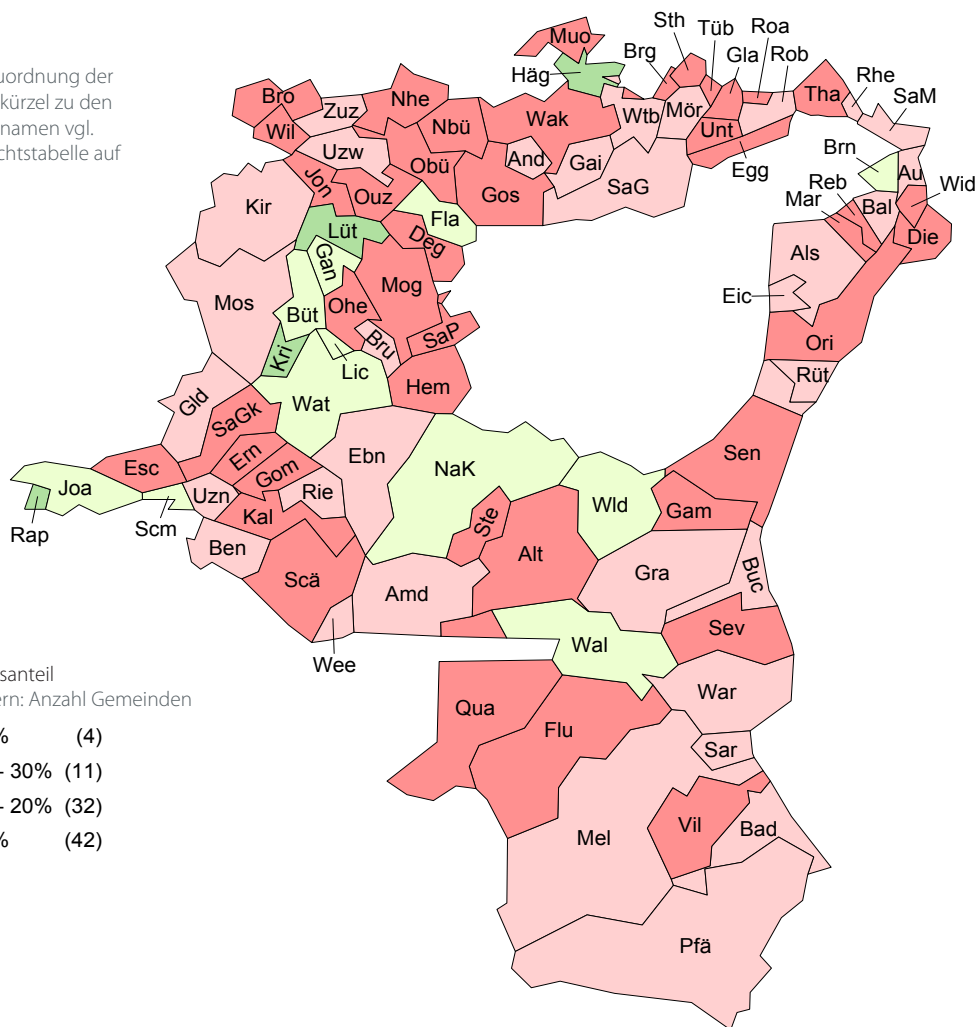 uordnung der
kürzel zu den
namen vgl.
chtstabelle auf
Muo
Sth
Tüb
Roa
Brg
Gla
Rob
Häg
Rhe
SaM
Bro
Zuz
Nhe
Tha
Wil
Nbü
Wak
Wtb
Mör
Unt
Uzw
And
Gai
Egg
Brn
Au
Jon
Obü
SaG
Wid
Kir
Ouz
Gos
Reb
Mar
Bal
Fla
Lüt
Deg
Die
Gan
Als
Mog
Mos
Büt
Ohe
Eic
SaP
Bru
Ori
Kri
Lic
Rüt
Hem
Gld
Wat
SaGk
Ebn
Sen
Ern
NaK
Esc
Gom
Joa
Uzn
Rie
Wld
Gam
Ste
Kal
Rap
Scm
Ben
Alt
Scä
Gra
Buc
Amd
Sev
Wal
Wee
War
Qua
Flu
Sar
Vil
Bad
Mel
Pfä
santeil
ern: Anzahl Gemeinden
% (4)
- 30% (11)
- 20% (32)
% (42)